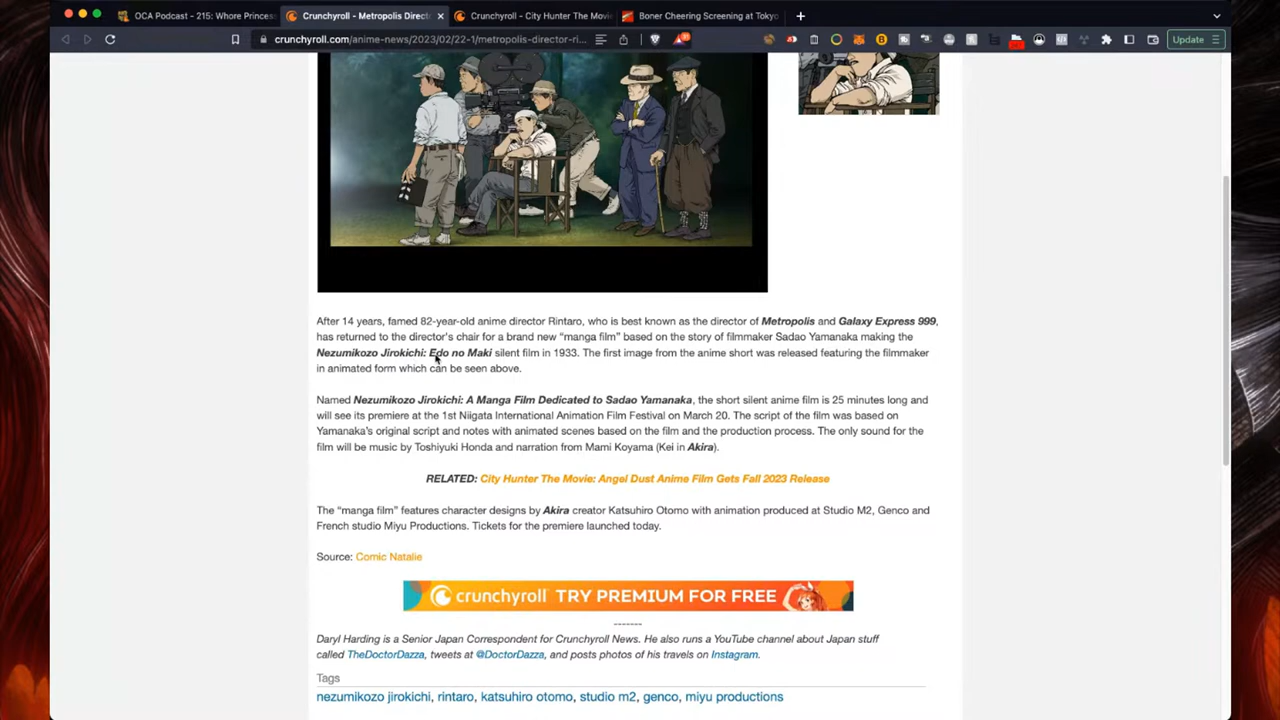 OCA Podcast - 215: Whore Princess
Crunchyroll - Metropolis Direct
Crunchyroll - City Hunter The Movie
Boner Cheering Screening at Tokyo
crunchyroll.com/anime-news/2023/02/22-1/metropolis-director-ri...
Update
After 14 years, famed 82-year-old anime director Rintaro, who is best known as the director of Metropolis and Galaxy Express 999,
has returned to the director's chair for a brand new “manga film” based on the story of filmmaker Sadao Yamanaka making the
Nezumikozo Jirokichi: Edo no Maki silent film in 1933. The first image from the anime short was released featuring the filmmaker
in animated form which can be seen above.
Named Nezumikozo Jirokichi: A Manga Film Dedicated to Sadao Yamanaka, the short silent anime film is 25 minutes long and
will see its premiere at the 1st Niigata International Animation Film Festival on March 20. The script of the film was based on
Yamanaka's original script and notes with animated scenes based on the film and the production process. The only sound for the
film will be music by Toshiyuki Honda and narration from Mami Koyama (Kei in Akira).
RELATED: City Hunter The Movie: Angel Dust Anime Film Gets Fall 2023 Release
The “manga film” features character designs by Akira creator Katsuhiro Otomo with animation produced at Studio M2, Genco and
French studio Miyu Productions. Tickets for the premiere launched today.
Source: Comic Natalie
crunchyroll TRY PREMIUM FOR FREE
-------
Daryl Harding is a Senior Japan Correspondent for Crunchyroll News. He also runs a YouTube channel about Japan stuff
called TheDoctorDazza, tweets at @DoctorDazza, and posts photos of his travels on Instagram.
Tags
nezumikozo jirokichi, rintaro, katsuhiro otomo, studio m2, genco, miyu productions